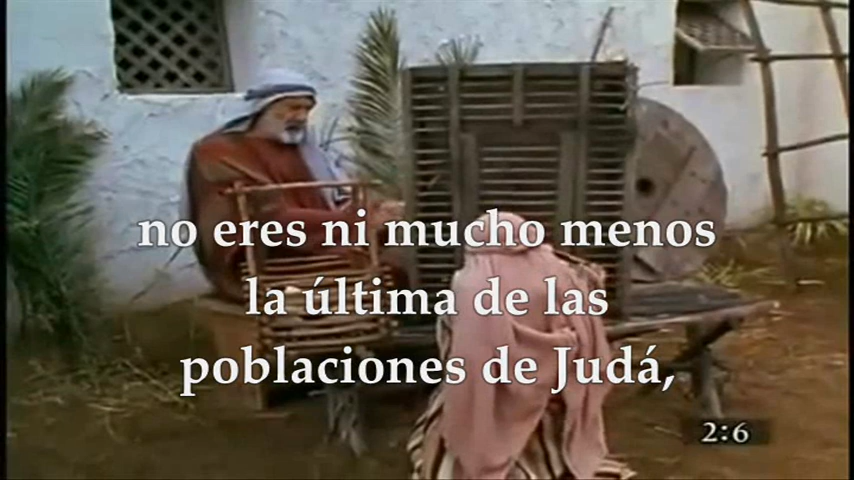 no eres ni mucho menos
la última de las
poblaciones de Judá,
2:6